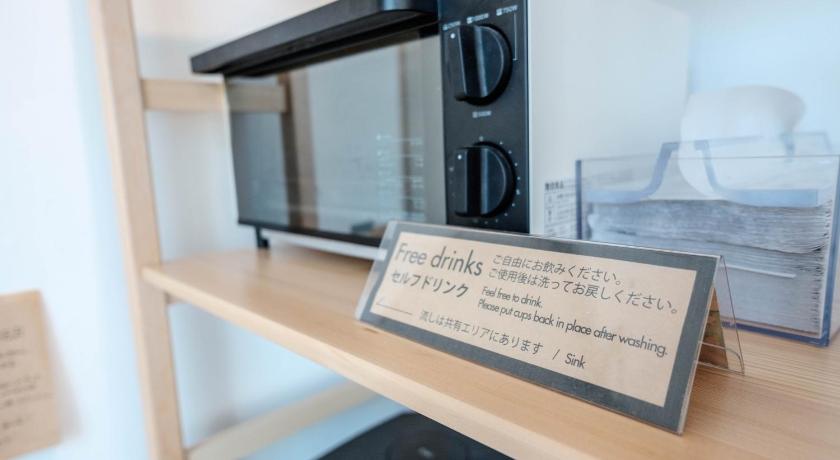 1000W 750W
500W
Free drinks
セルフドリンク
ご自由にお飲みください。
ご使用後は洗ってお戻しください。
Feel free to drink.
Please put cups back in place after washing.
流しは共有エリアにあります / Sink